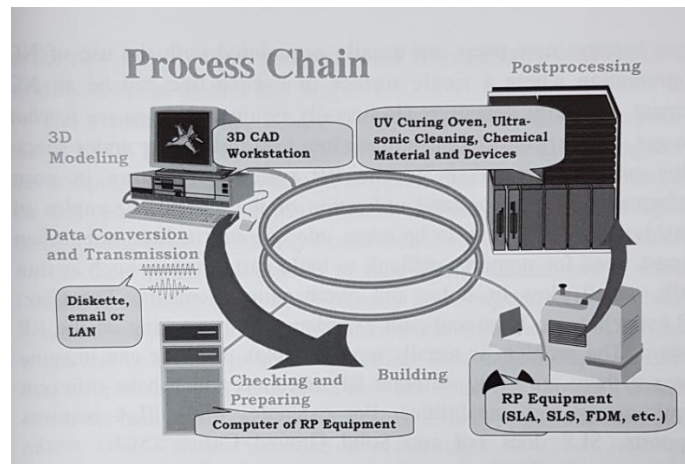 Process Chain
Postprocessing
3D
Modeling
3D CAD
Workstation
UV Curing Oven, Ultra-
sonic Cleaning, Chemical
Material and Devices
Data Conversion
and Transmission
Diskette,
email or
LAN
Checking and
Preparing
Computer of RP Equipment
Building
RP Equipment
(SLA, SLS, FDM, etc.)